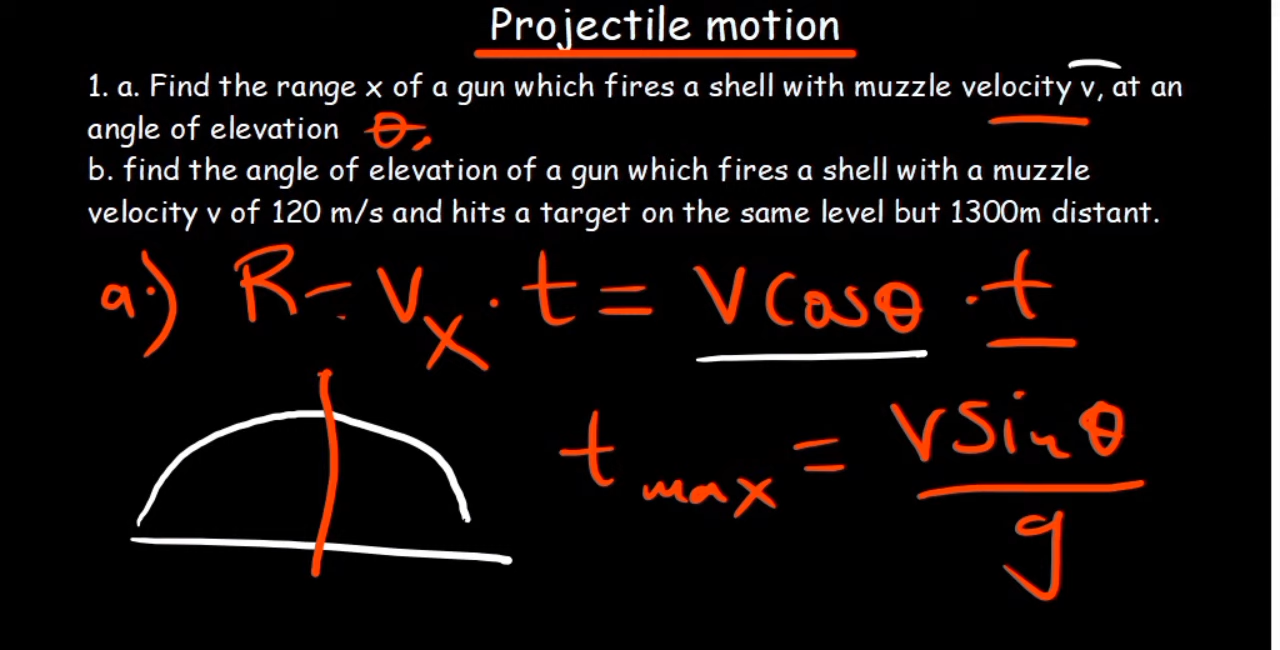 Projectile motion
1. a. Find the range x of a gun which fires a shell with muzzle velocity v, at an
angle of elevation θ,
b. find the angle of elevation of a gun which fires a shell with a muzzle
velocity v of 120 m/s and hits a target on the same level but 1300m distant.
a.) R = Vx . t = V Cosθ . t
t max = V Sin θ / g